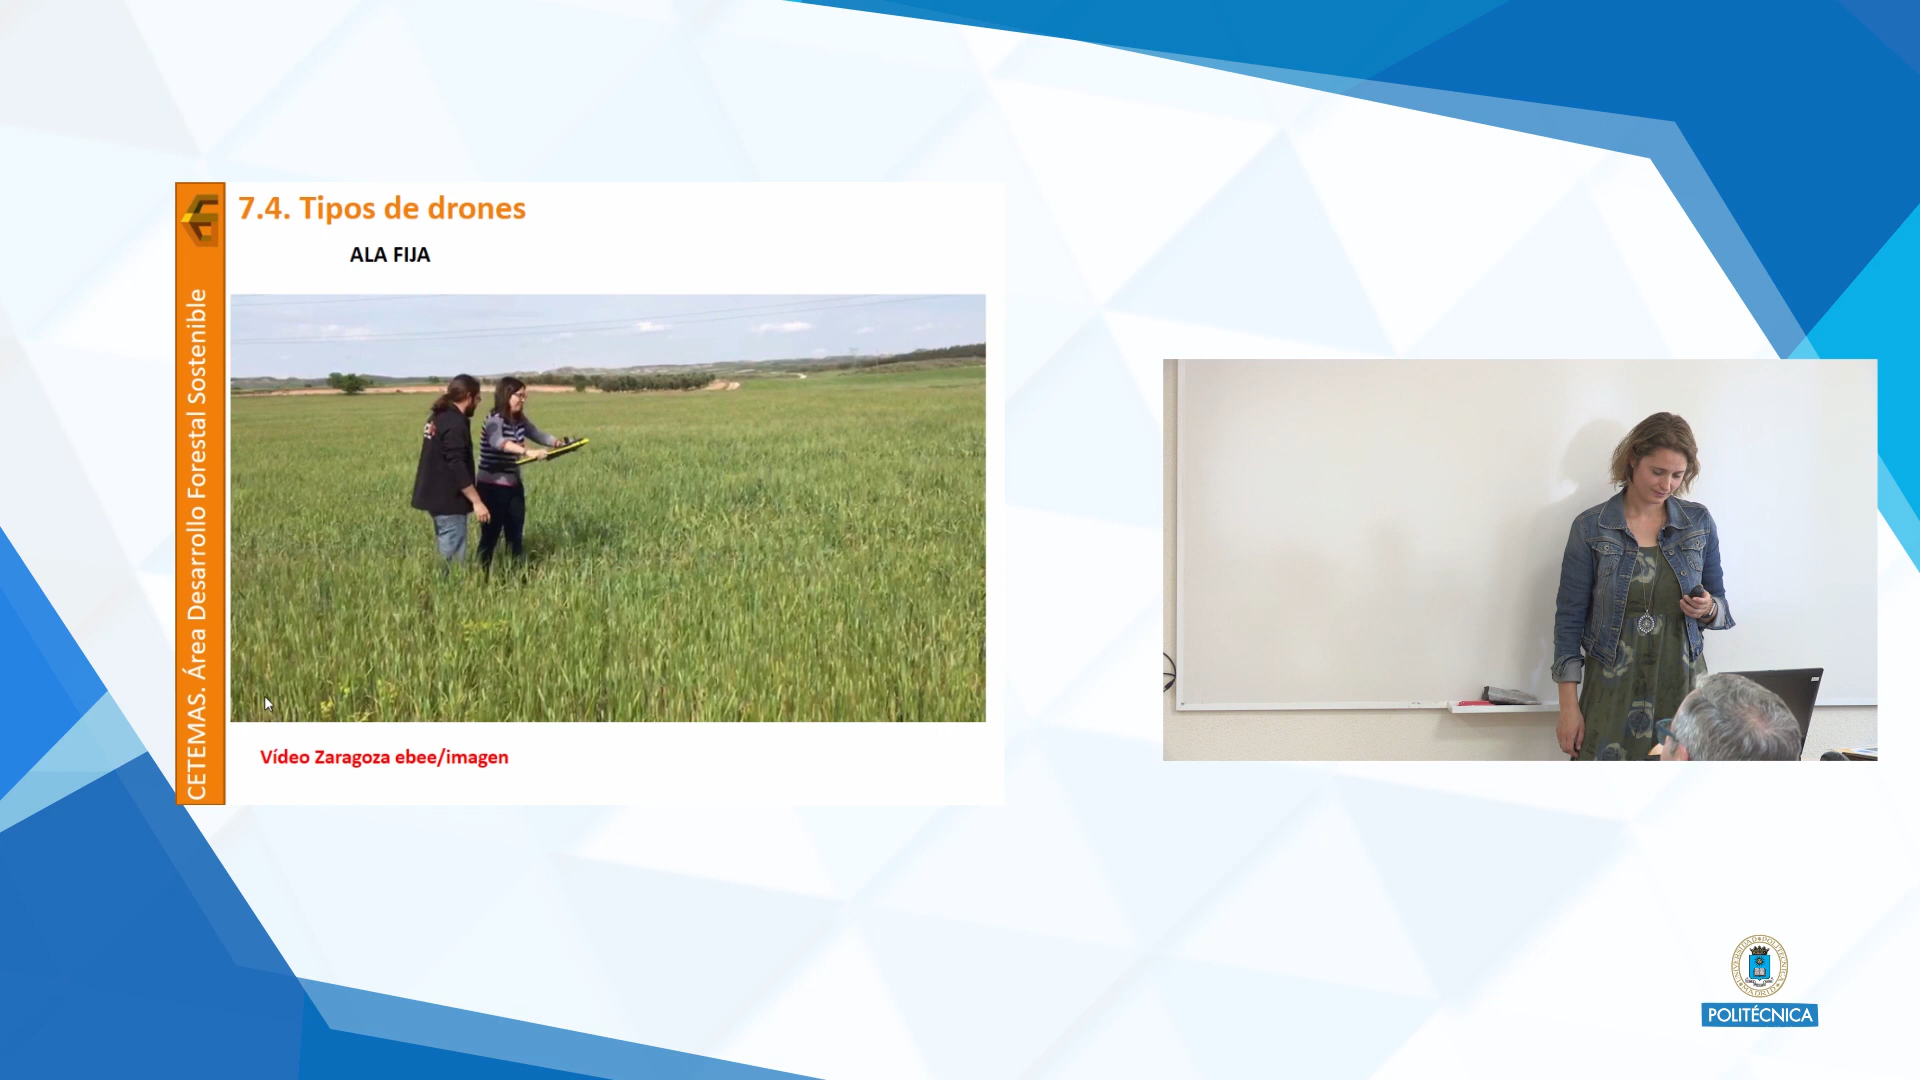 7.4. Tipos de drones
ALA FIJA
CETEMAS. Área Desarrollo Forestal Sostenible
Vídeo Zaragoza ebee/imagen
POLITÉCNICA